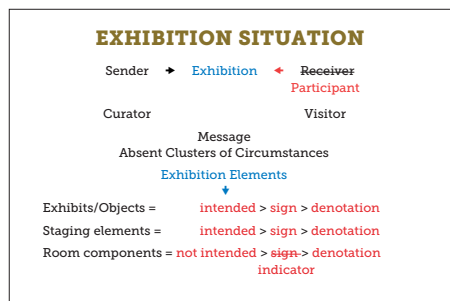 EXHIBITION SITUATION
Sender → Exhibition ← Receiver
Participant
Curator Visitor
Message
Absent Clusters of Circumstances
Exhibition Elements
↓
Exhibits/Objects = intended > sign > denotation
Staging elements = intended > sign > denotation
Room components = not intended > sign > denotation
indicator